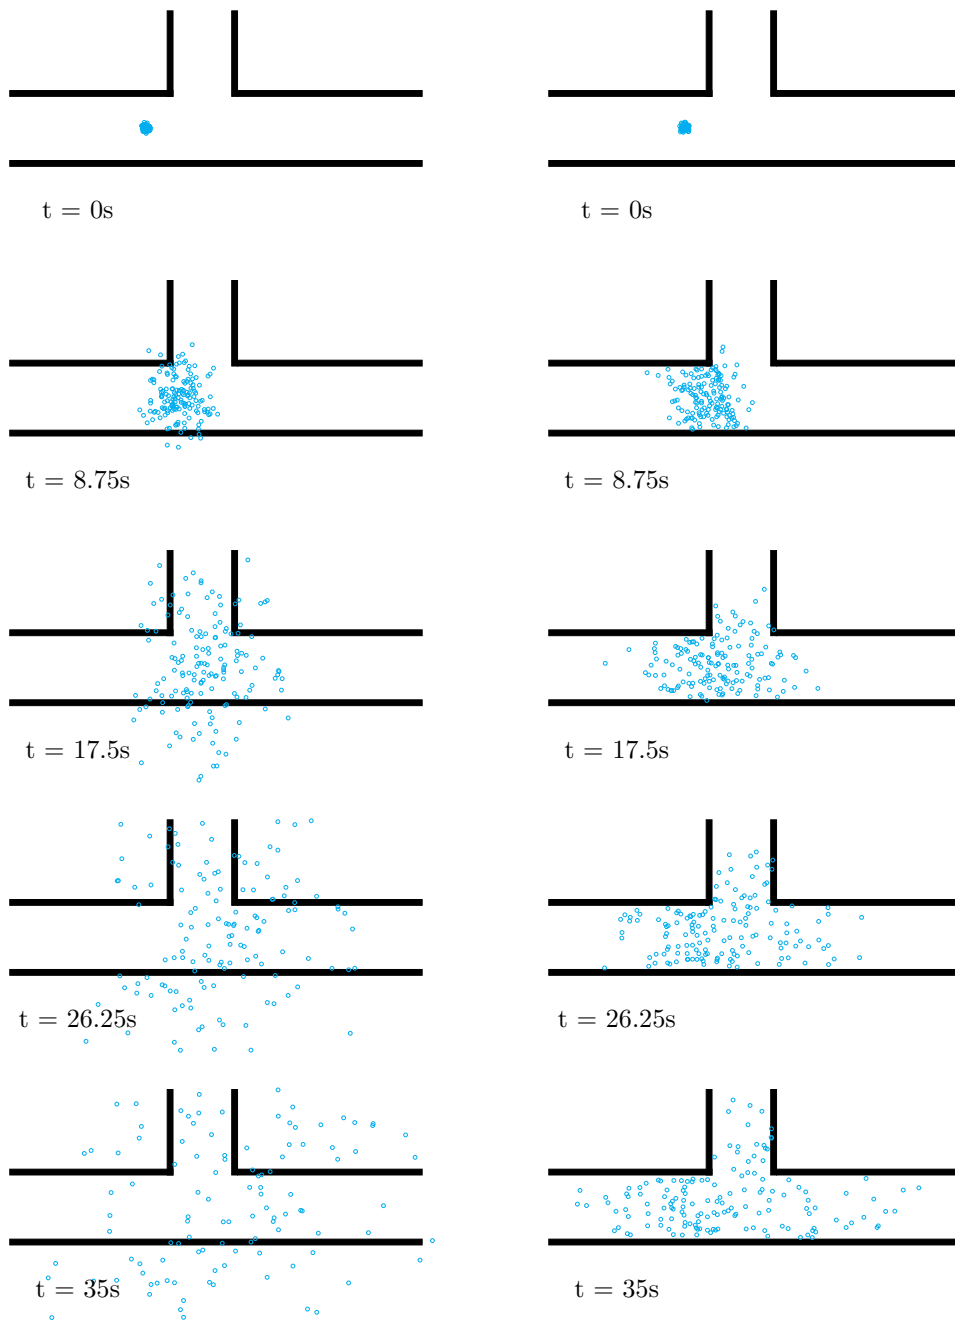 t = 0s
t = 0s
t = 8.75s
t = 8.75s
t = 17.5s
t = 17.5s
t = 26.25s
t = 26.25s
t = 35s
t = 35s